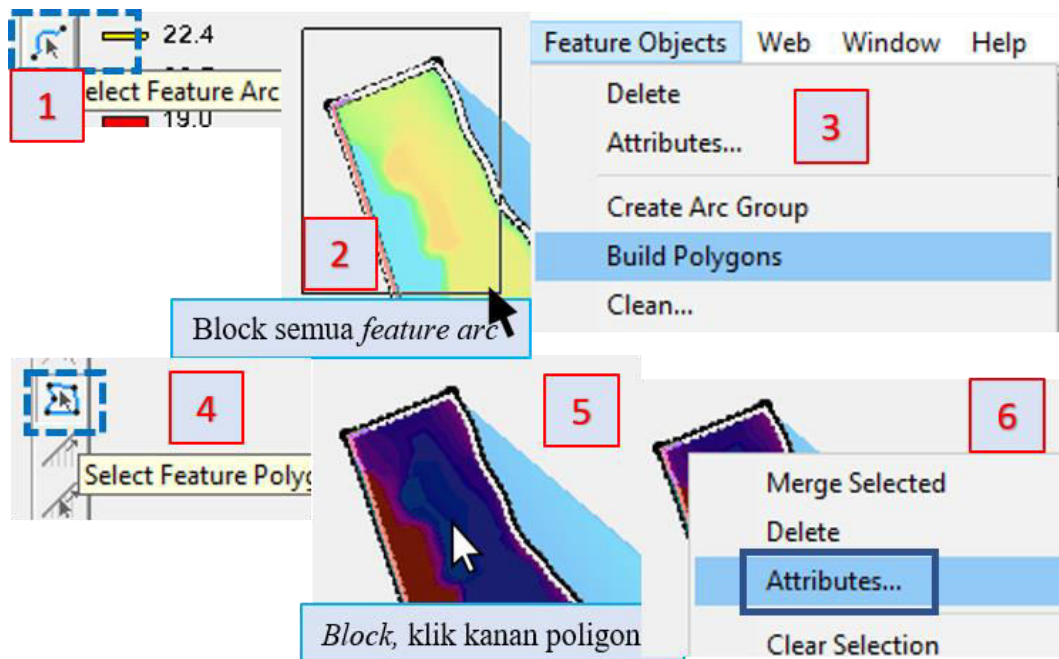 22.4
1
elect Feature Arc
19.0
2
Block semua feature arc
Feature Objects Web Window Help
Delete
Attributes...
3
Create Arc Group
Build Polygons
Clean...
4
Select Feature Polyg
5
Block, klik kanan poligon
6
Merge Selected
Delete
Attributes...
Clear Selection